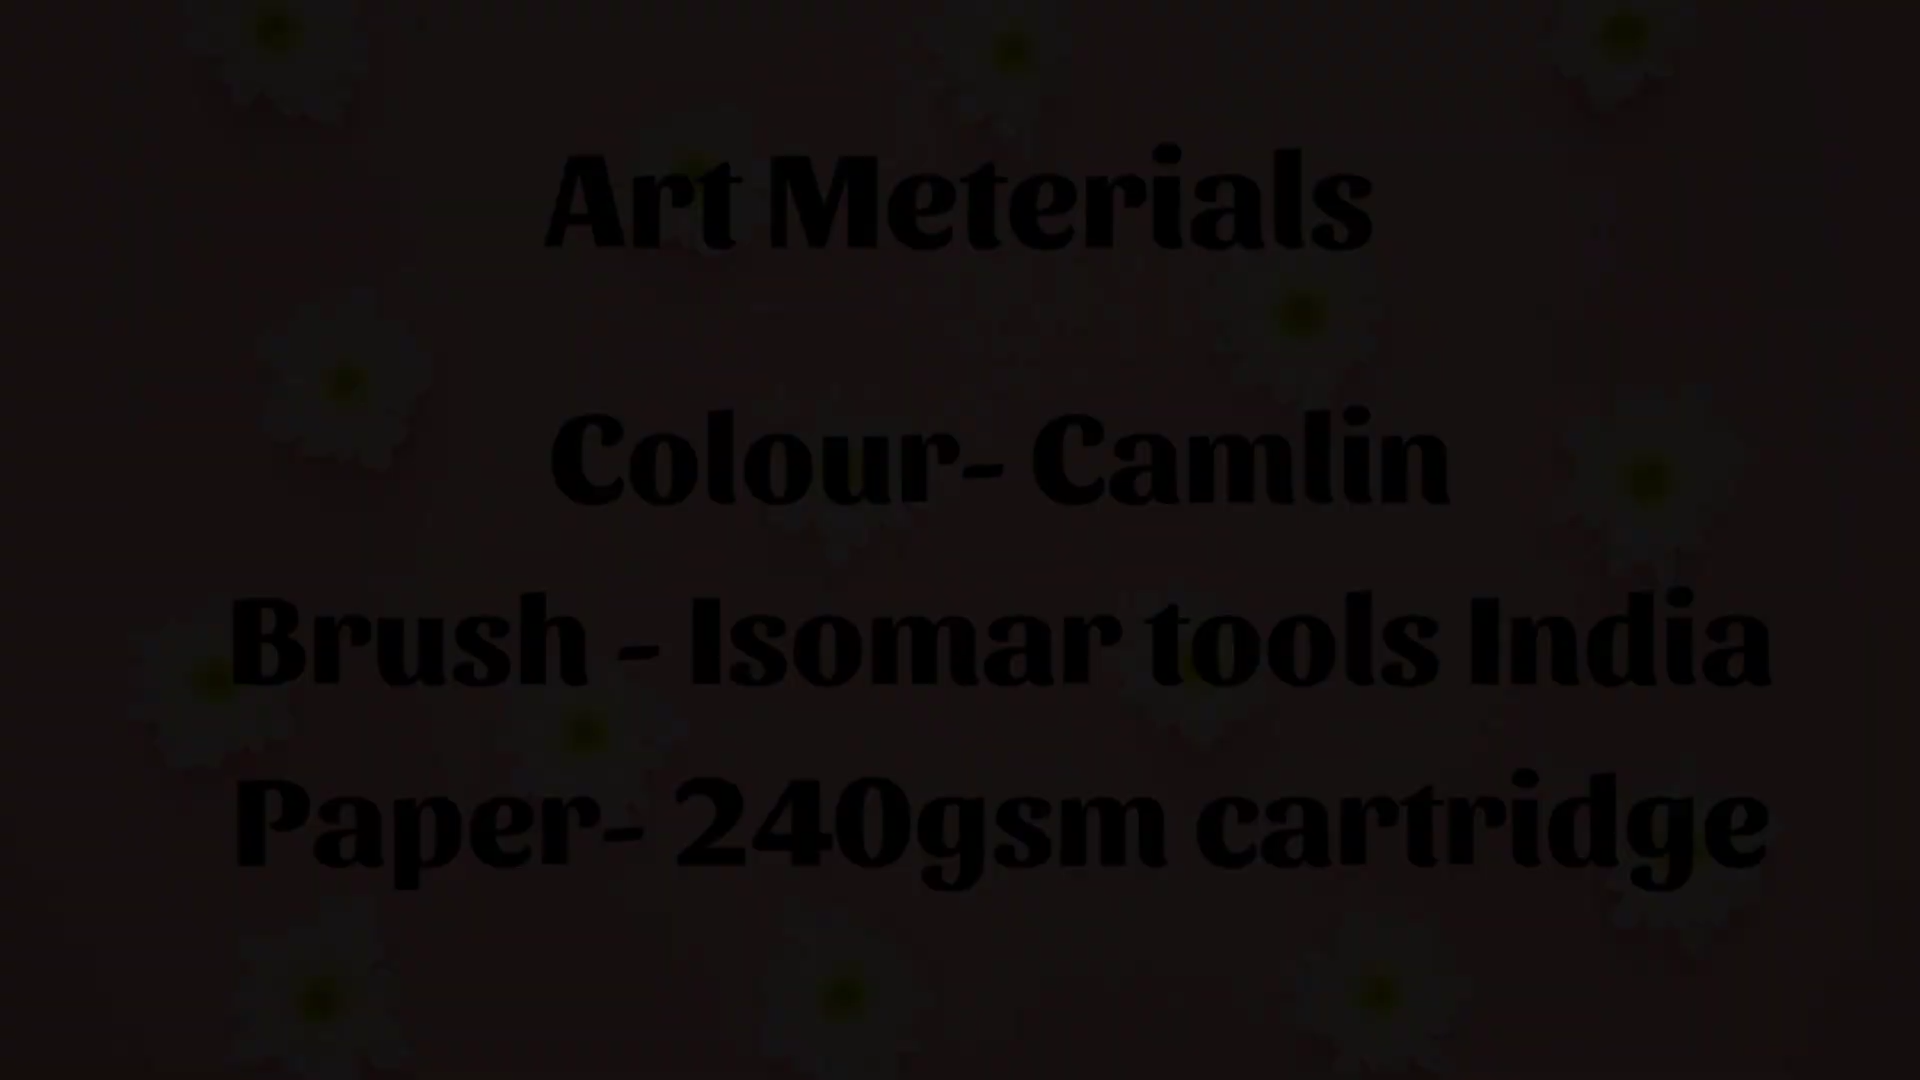 Art Meterials
Colour- Camlin
Brush - Isomar tools India
Paper- 240gsm cartridge